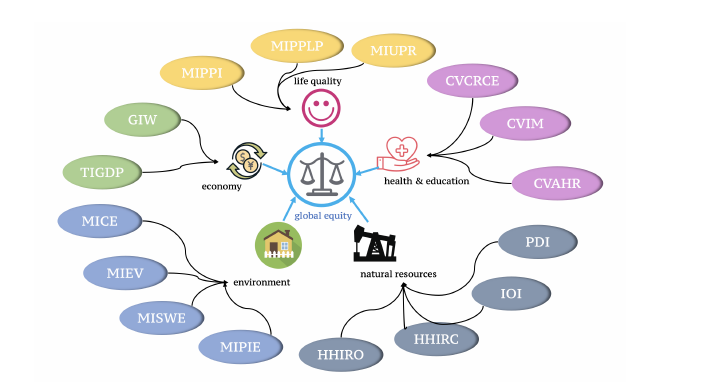 MIPPLP
MIUPR
MIPPI
life quality
CVCRCE
GIW
CVIM
TIGDP
economy
health & education
CVAHR
MICE
global equity
PDI
MIEV
natural resources
environment
IOI
MISWE
MIPIE
HHIRO
HHIRC
$
¥